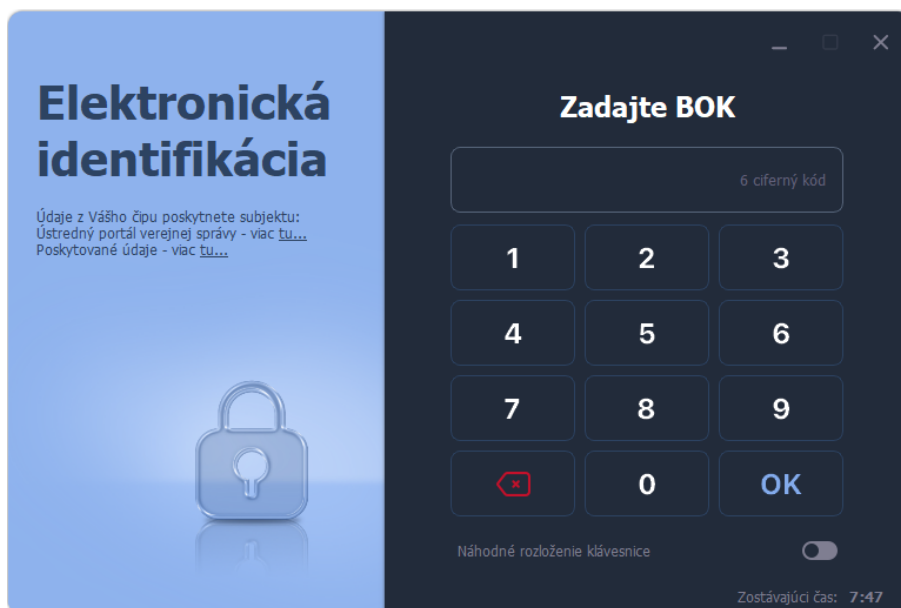 Elektronická
identifikácia
Údaje z Vášho čipu poskytnete subjektu:
Ústredný portál verejnej správy - viac tu...
Poskytované údaje - viac tu...
Zadajte BOK
6 ciferný kód
1 2 3
4 5 6
7 8 9
0 OK
Náhodné rozloženie klávesnice
Zostávajúci čas: 7:47